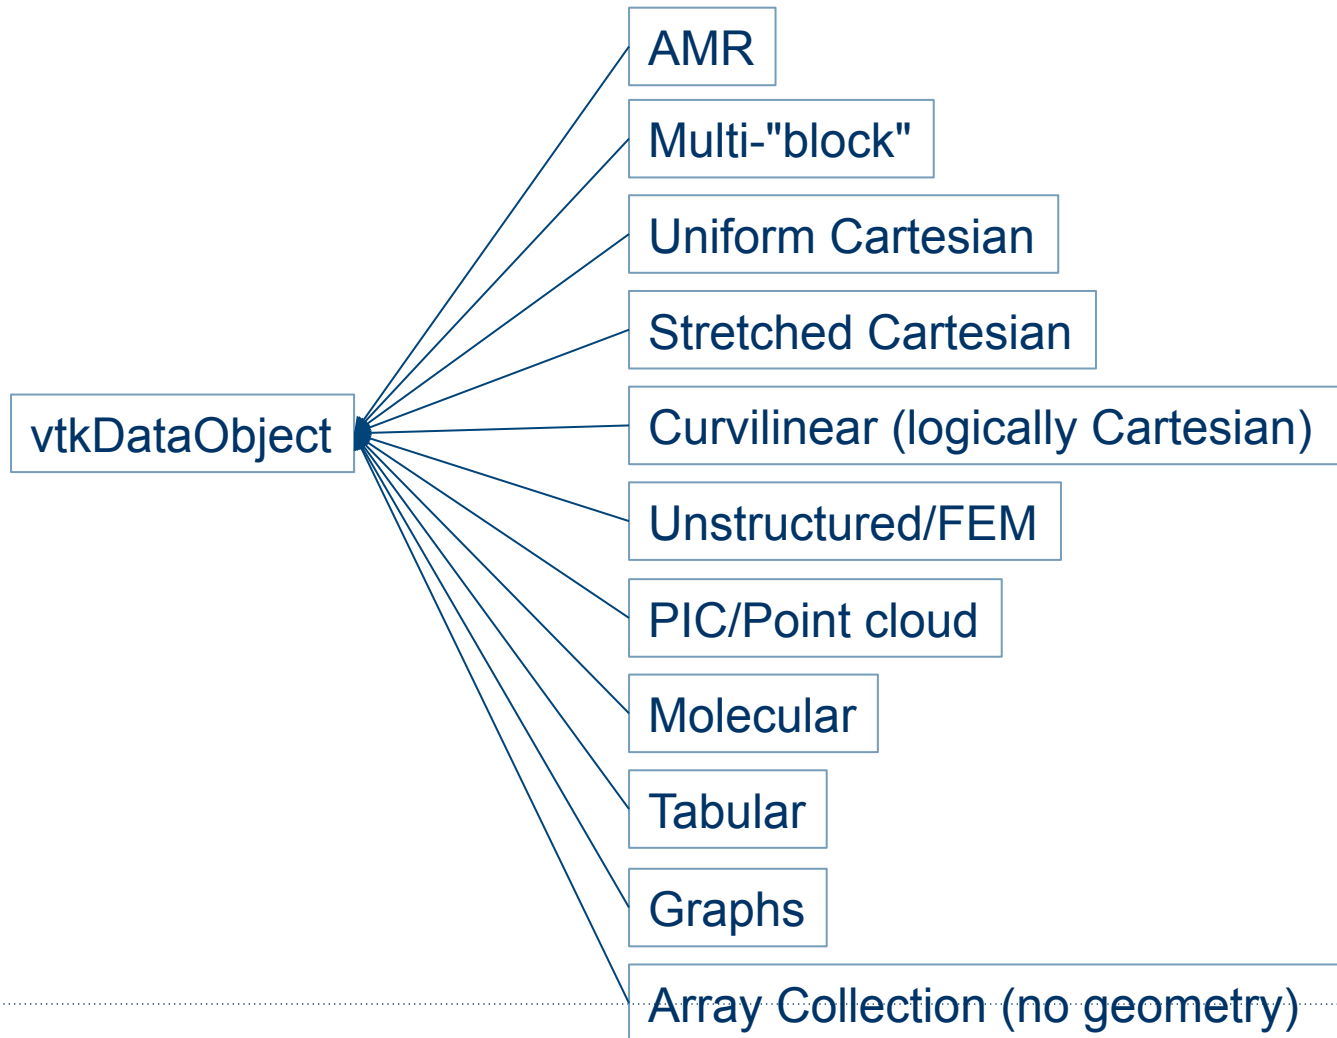 AMR
Multi-"block"
Uniform Cartesian
Stretched Cartesian
vtkDataObject
Curvilinear (logically Cartesian)
Unstructured/FEM
PIC/Point cloud
Molecular
Tabular
Graphs
Array Collection (no geometry)